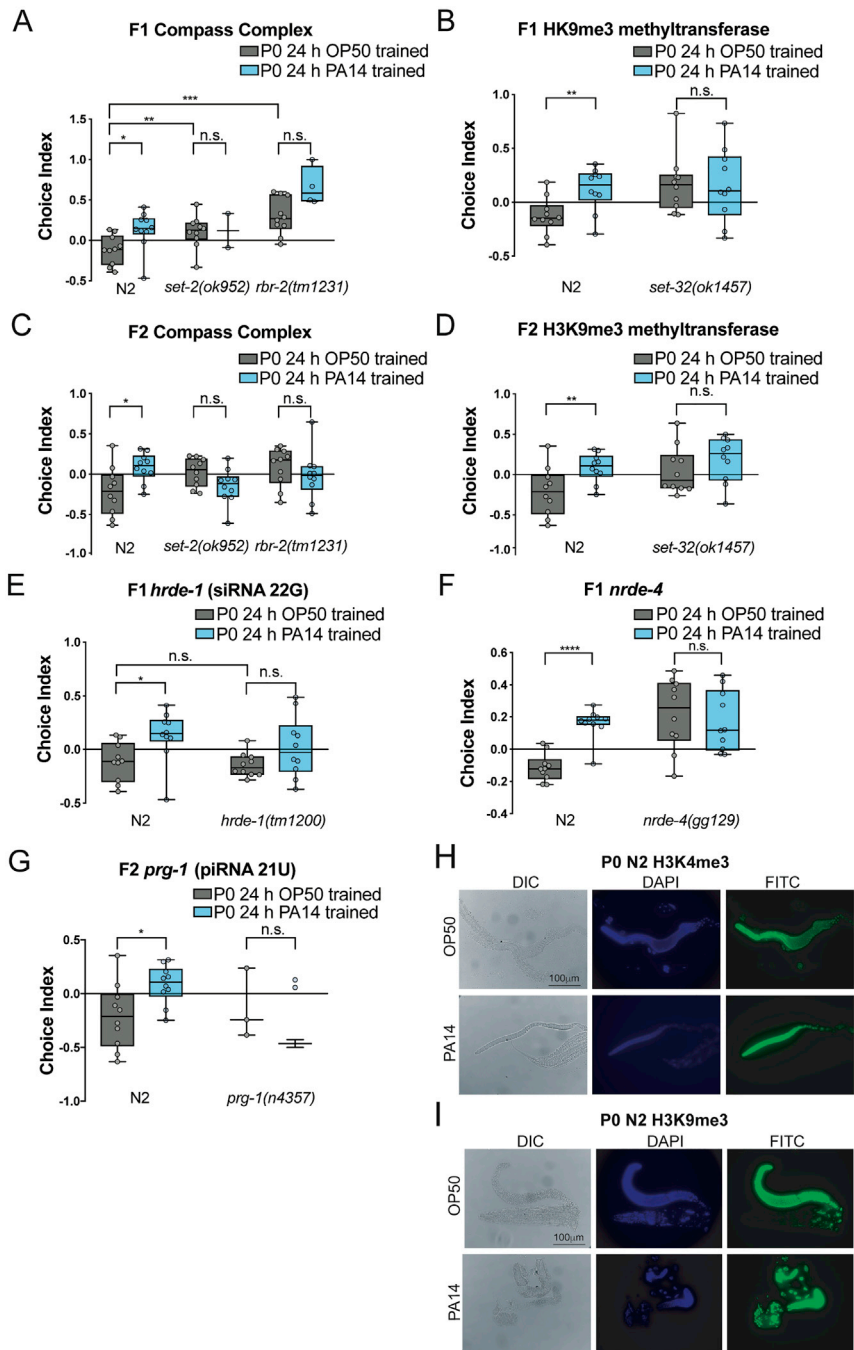 A
F1 Compass Complex
P0 24 h OP50 trained
P0 24 h PA14 trained
***
**
*
n.s.
n.s.
Choice Index
1.5
1.0
0.5
0.0
-0.5
N2
set-2(ok952)
rbr-2(tm1231)
B
F1 HK9me3 methyltransferase
P0 24 h OP50 trained
P0 24 h PA14 trained
**
n.s.
Choice Index
1.0
0.5
0.0
-0.5
N2
set-32(ok1457)
C
F2 Compass Complex
P0 24 h OP50 trained
P0 24 h PA14 trained
*
n.s.
n.s.
Choice Index
1.0
0.5
0.0
-0.5
-1.0
N2
set-2(ok952)
rbr-2(tm1231)
D
F2 H3K9me3 methyltransferase
P0 24 h OP50 trained
P0 24 h PA14 trained
**
n.s.
Choice Index
1.0
0.5
0.0
-0.5
-1.0
N2
set-32(ok1457)
E
F1 hrde-1 (siRNA 22G)
P0 24 h OP50 trained
P0 24 h PA14 trained
n.s.
*
n.s.
Choice Index
1.0
0.5
0.0
-0.5
N2
hrde-1(tm1200)
F
F1 nrde-4
P0 24 h OP50 trained
P0 24 h PA14 trained
****
n.s.
Choice Index
0.6
0.4
0.2
0.0
-0.2
-0.4
N2
nrde-4(gg129)
G
F2 prg-1 (piRNA 21U)
P0 24 h OP50 trained
P0 24 h PA14 trained
*
n.s.
Choice Index
0.5
0.0
-0.5
-1.0
N2
prg-1(n4357)
H
P0 N2 H3K4me3
DIC
DAPI
FITC
OP50
100μm
PA14
I
P0 N2 H3K9me3
DIC
DAPI
FITC
OP50
100μm
PA14